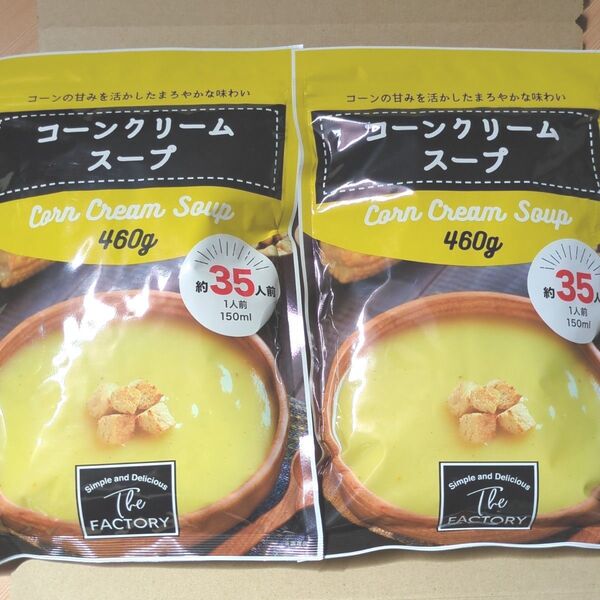 コーンの甘みを活かしたまろやかな味わい
コーンクリーム
スープ
Corn Cream Soup
460g
約35人前
1人前
150ml
Simple and Delicious
The
FACTORY
コーンの甘みを活かしたまろやかな味わい
コーンクリーム
スープ
Corn Cream Soup
460g
約35人前
1人前
150ml
Simple and Delicious
The
FACTORY